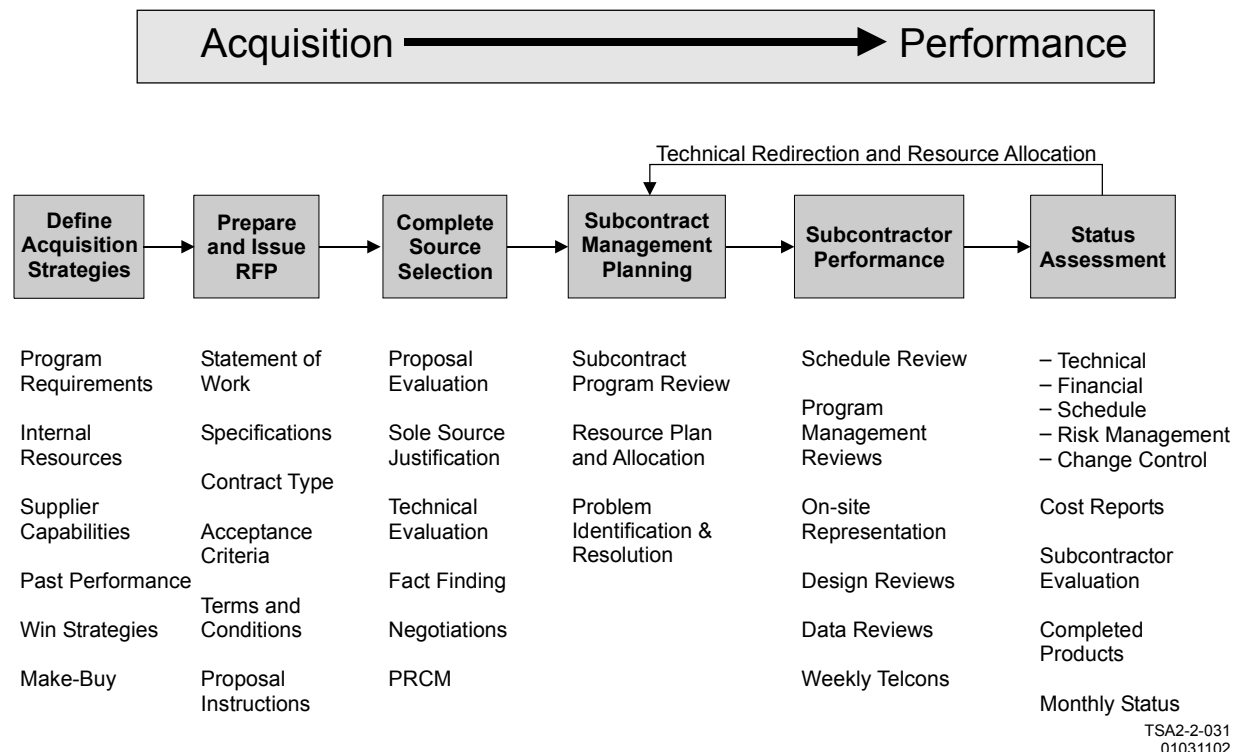 Acquisition
Performance
Technical Redirection and Resource Allocation
Define
Acquisition
Strategies
Prepare
and Issue
RFP
Complete
Source
Selection
Subcontract
Management
Planning
Subcontractor
Performance
Status
Assessment
Program
Requirements
Internal
Resources
Supplier
Capabilities
Past Performance
Win Strategies
Make-Buy
Statement of
Work
Specifications
Contract Type
Acceptance
Criteria
Terms and
Conditions
Proposal
Instructions
Proposal
Evaluation
Sole Source
Justification
Technical
Evaluation
Fact Finding
Negotiations
PRCM
Subcontract
Program Review
Resource Plan
and Allocation
Problem
Identification &
Resolution
Schedule Review
Program
Management
Reviews
On-site
Representation
Design Reviews
Data Reviews
Weekly Telcons
– Technical
– Financial
– Schedule
– Risk Management
– Change Control
Cost Reports
Subcontractor
Evaluation
Completed
Products
Monthly Status
TSA2-2-031
01031102